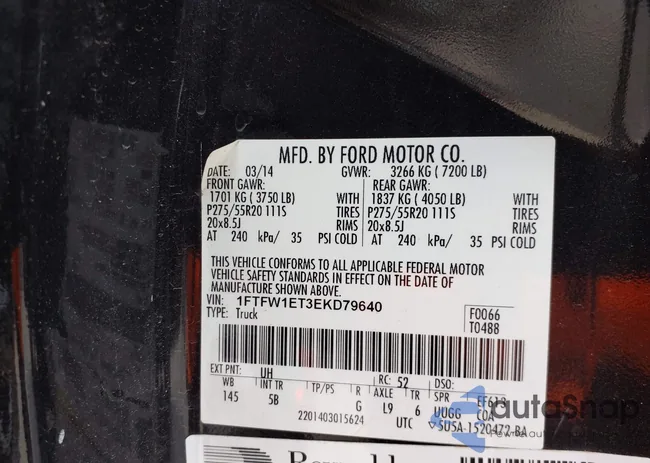 MFD. BY FORD MOTOR CO.
DATE: 03/14 GVWR: 3266 KG ( 7200 LB)
FRONT GAWR: REAR GAWR:
1701 KG ( 3750 LB) WITH 1837 KG ( 4050 LB) WITH
P275/55R20 111S TIRES P275/55R20 111S TIRES
20x8.5J RIMS 20x8.5J RIMS
AT 240 kPa/ 35 PSI COLD AT 240 kPa/ 35 PSI COLD
THIS VEHICLE CONFORMS TO ALL APPLICABLE FEDERAL MOTOR
VEHICLE SAFETY STANDARDS IN EFFECT ON THE DATE OF
MANUFACTURE SHOWN ABOVE.
VIN: 1FTFW1ET3EKD79640
TYPE: Truck
F0066
T0488
EXT PNT: UH RC: 52 DSO:
WB INT TR TP/PS R AXLE TR SPR
145 5B G L9 6 UUGG
2201403015624 UTC 5U5A-1520472-BA
autoSnap